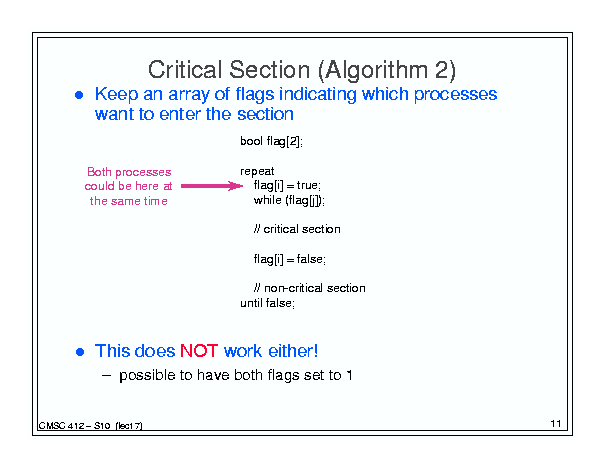 Critical Section (Algorithm 2)
● Keep an array of flags indicating which processes
want to enter the section
bool flag[2];
Both processes
could be here at
the same time
repeat
flag[i] = true;
while (flag[j]);
// critical section
flag[i] = false;
// non-critical section
until false;
● This does NOT work either!
– possible to have both flags set to 1
CMSC 412 – S10 (lect 7)
11